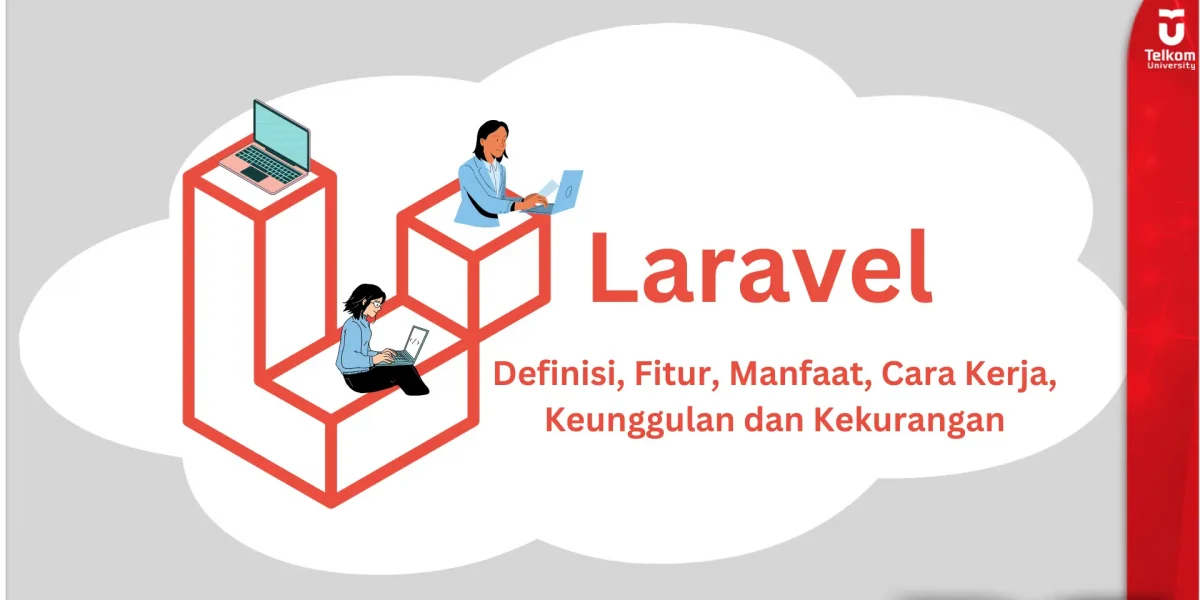 Telkom
University
Laravel
Definisi, Fitur, Manfaat, Cara Kerja,
Keunggulan dan Kekurangan